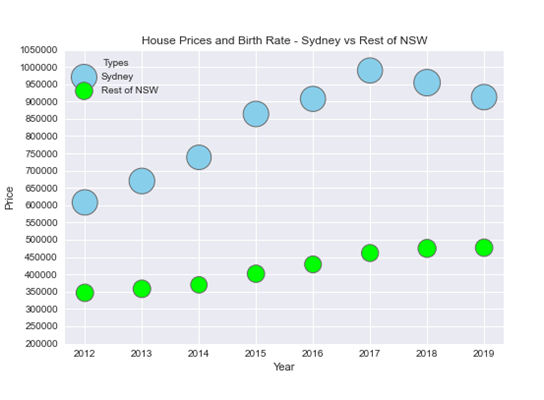 House Prices and Birth Rate - Sydney vs Rest of NSW
Types
Sydney
Rest of NSW
Price
1050000
1000000
950000
900000
850000
800000
750000
700000
650000
600000
550000
500000
450000
400000
350000
300000
250000
200000
2012 2013 2014 2015 2016 2017 2018 2019
Year